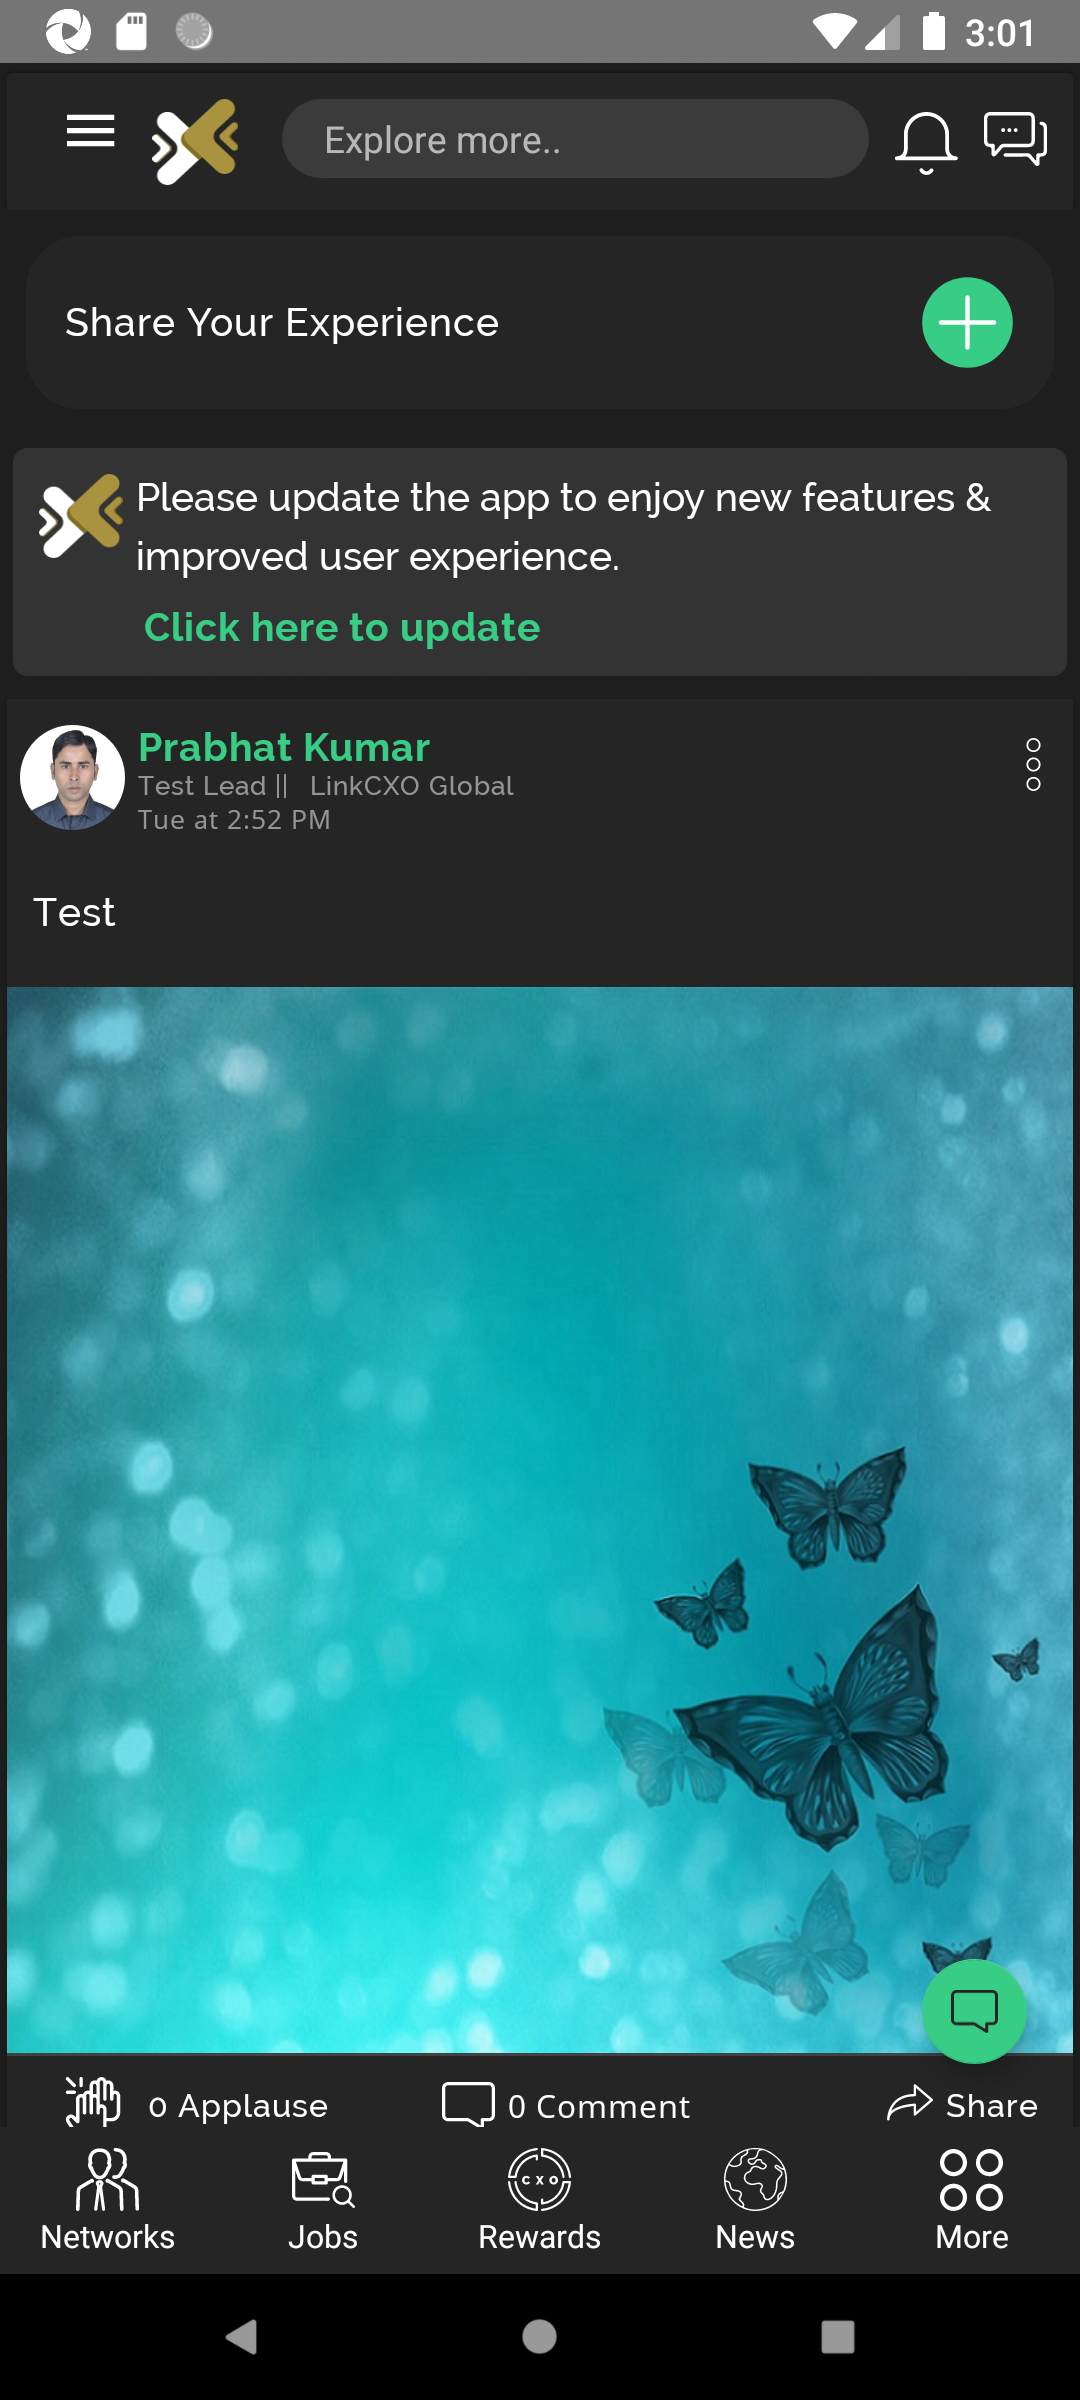 3:01
Explore more..
Share Your Experience
Please update the app to enjoy new features &
improved user experience.
Click here to update
Prabhat Kumar
Test Lead || LinkCXO Global
Tue at 2:52 PM
Test
0 Applause
0 Comment
Share
CXO
Networks
Jobs
Rewards
News
More